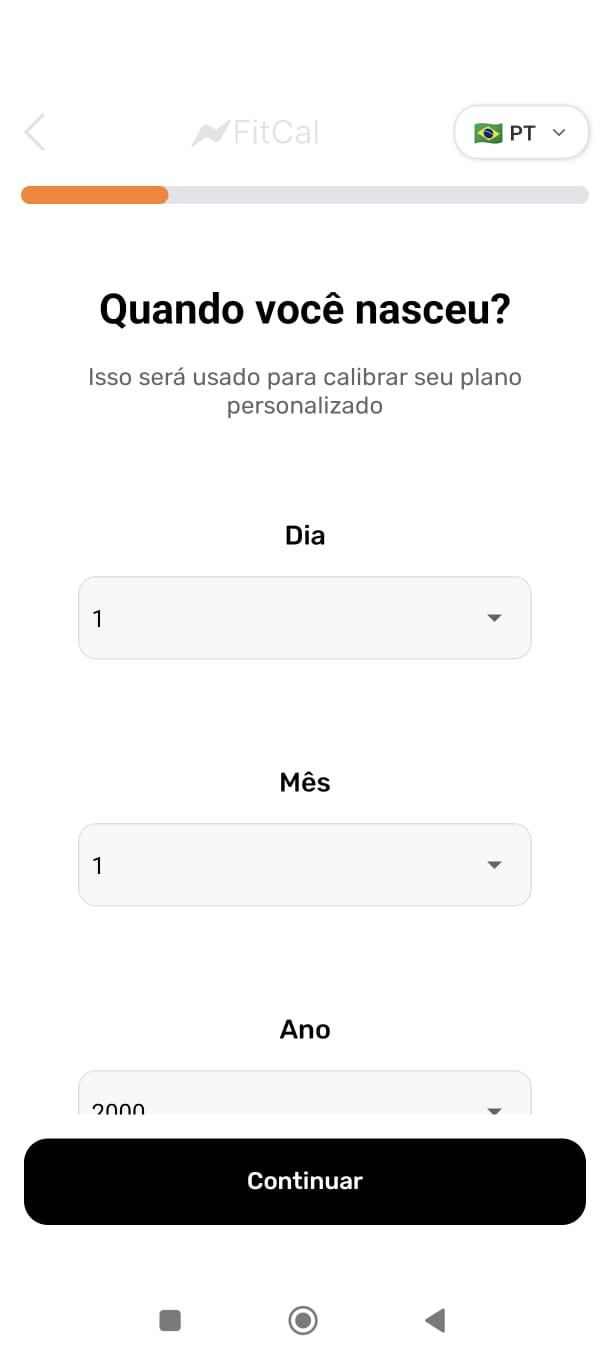 FitCal
PT
Quando você nasceu?
Isso será usado para calibrar seu plano
personalizado
Dia
1
Mês
1
Ano
2000
Continuar